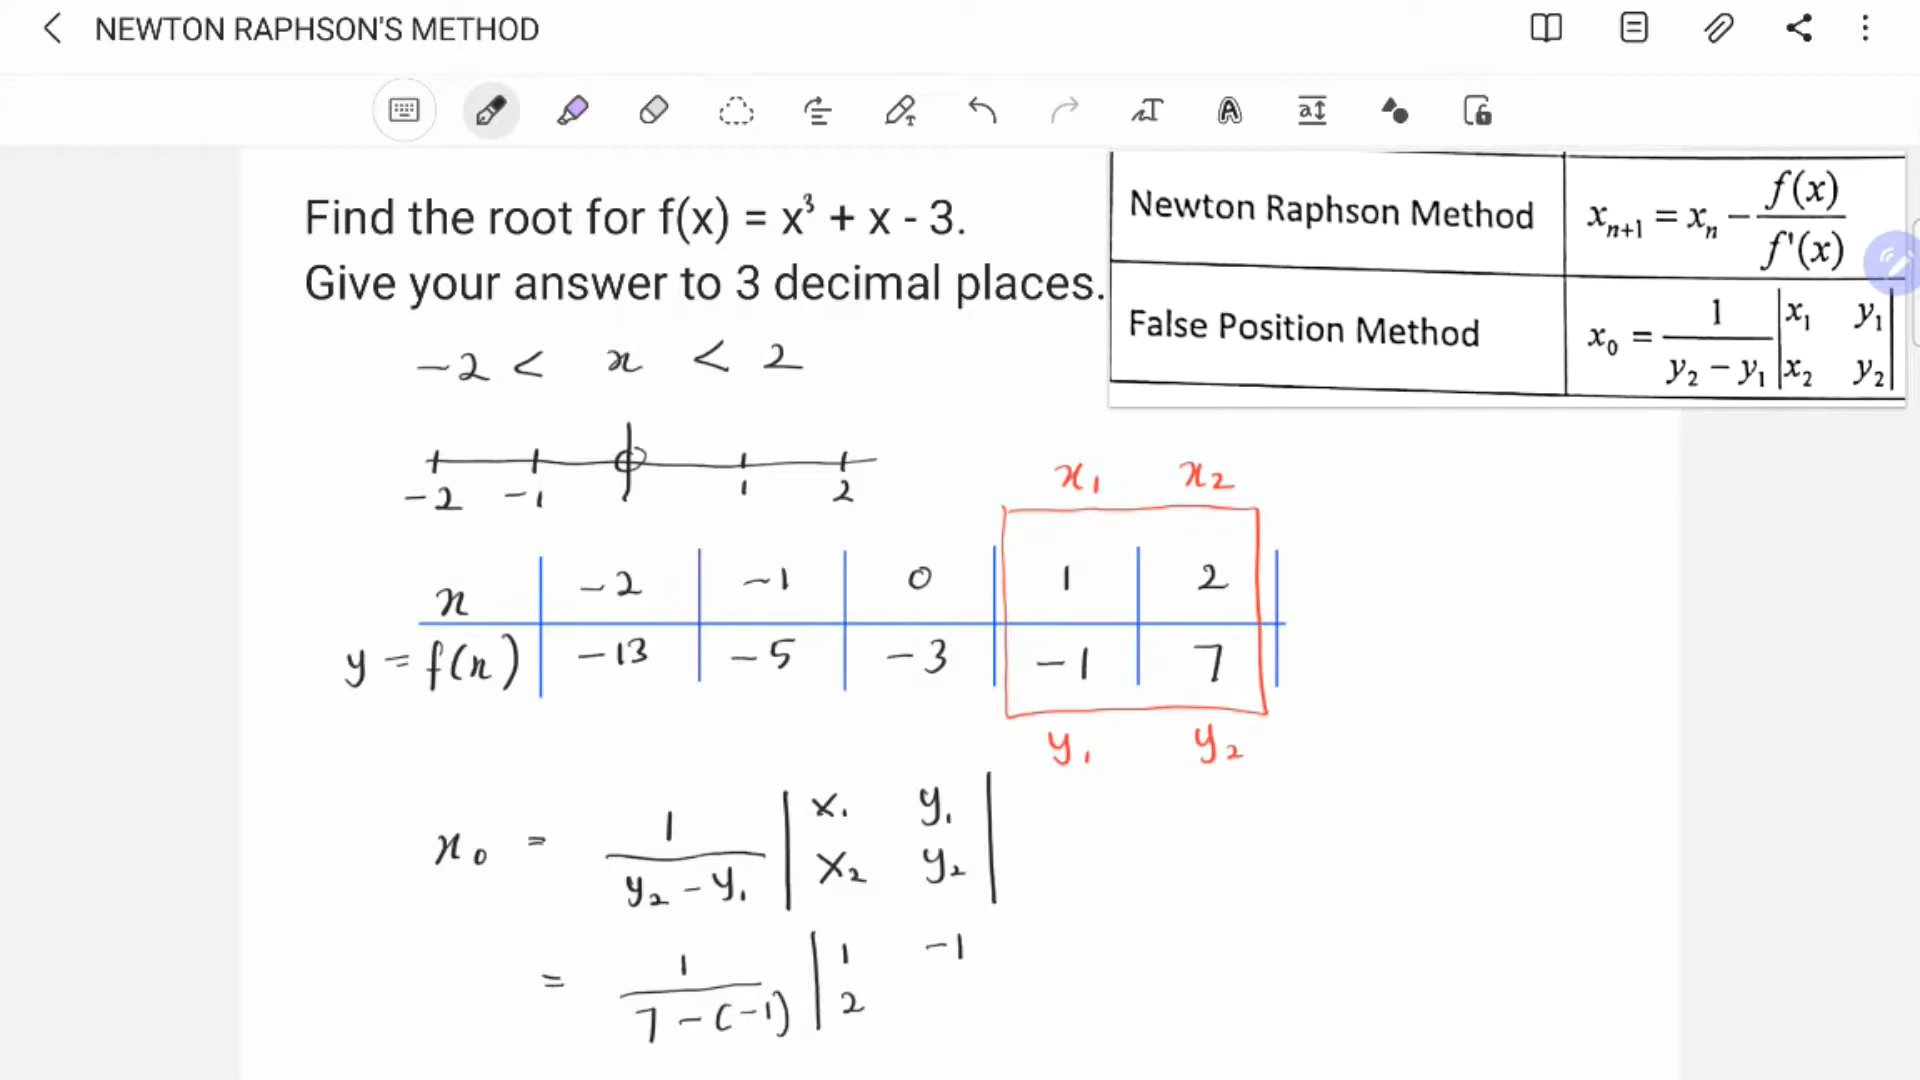 NEWTON RAPHSON'S METHOD
Find the root for f(x) = x³ + x - 3.
Give your answer to 3 decimal places.
Newton Raphson Method xₙ₊₁ = xₙ − f(x)/f'(x)
False Position Method x₀ = 1/(y₂ − y₁) |x₁ y₁
x₂ y₂|
-2 < x < 2
-2 -1 0 1 2
x₁ x₂
x -2 -1 0 1 2
y = f(x) -13 -5 -3 -1 7
y₁ y₂
x₀ = 1/(y₂ - y₁) |x₁ y₁
x₂ y₂|
= 1/(7-(-1)) |1 -1
2